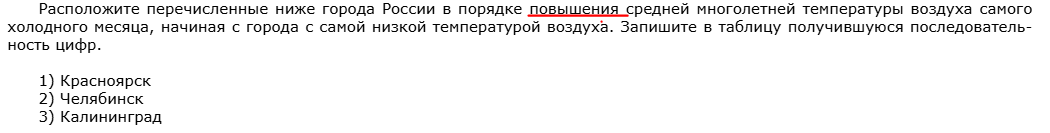 Расположите перечисленные ниже города России в порядке повышения средней многолетней температуры воздуха самого
холодного месяца, начиная с города с самой низкой температурой воздуха. Запишите в таблицу получившуюся последователь-
ность цифр.
1) Красноярск
2) Челябинск
3) Калининград